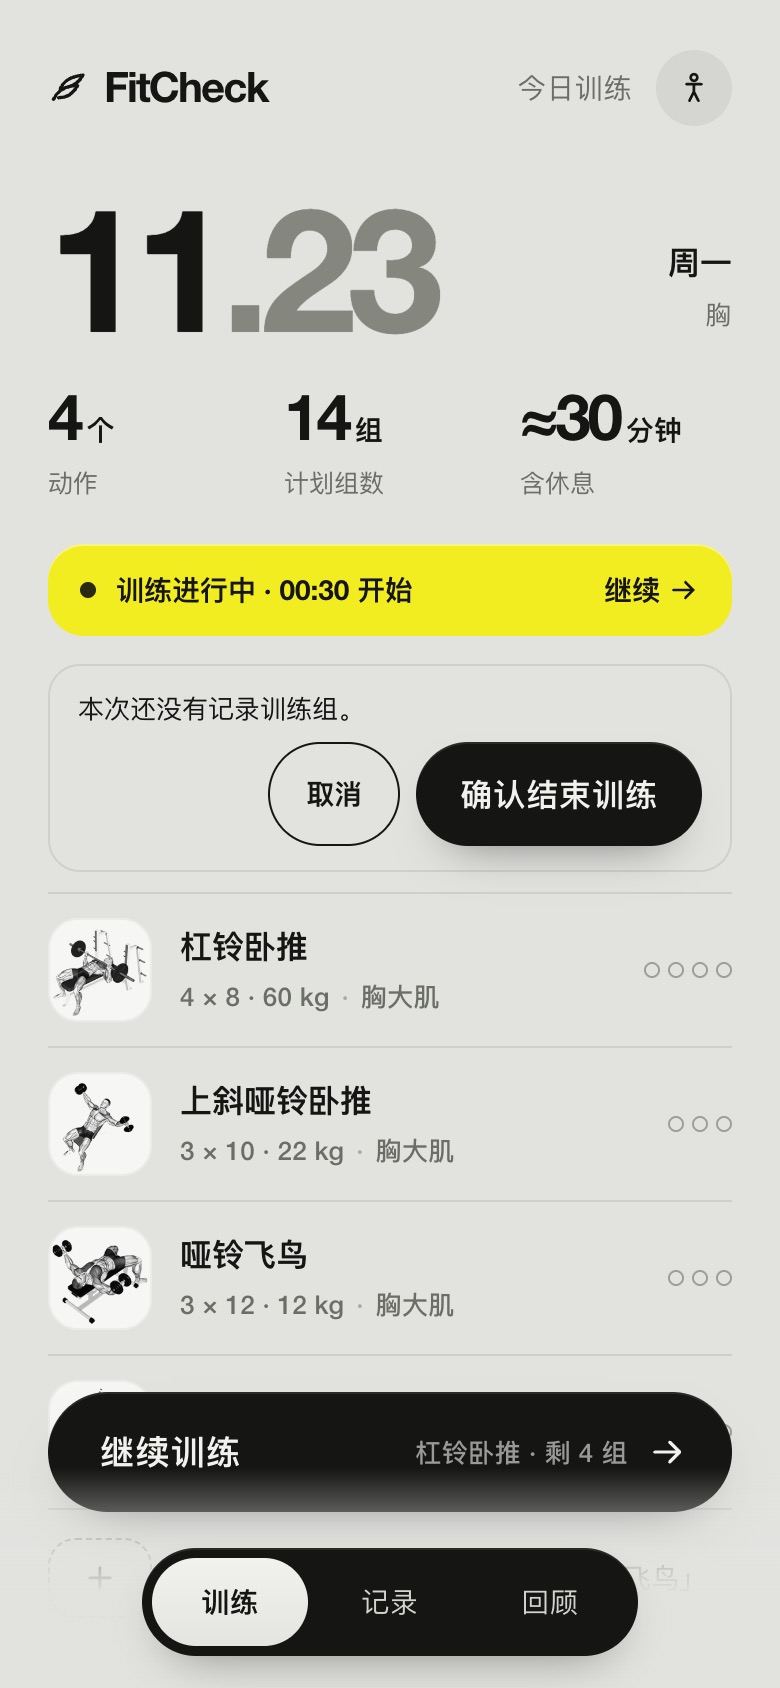 FitCheck
今日训练
11.23
周一
胸
4个
14组
≈30分钟
动作
计划组数
含休息
训练进行中 · 00:30 开始
继续 →
本次还没有记录训练组。
取消
确认结束训练
杠铃卧推
4 × 8 · 60 kg · 胸大肌
上斜哑铃卧推
3 × 10 · 22 kg · 胸大肌
哑铃飞鸟
3 × 12 · 12 kg · 胸大肌
继续训练
杠铃卧推 · 剩 4 组 →
飞鸟」
训练
记录
回顾